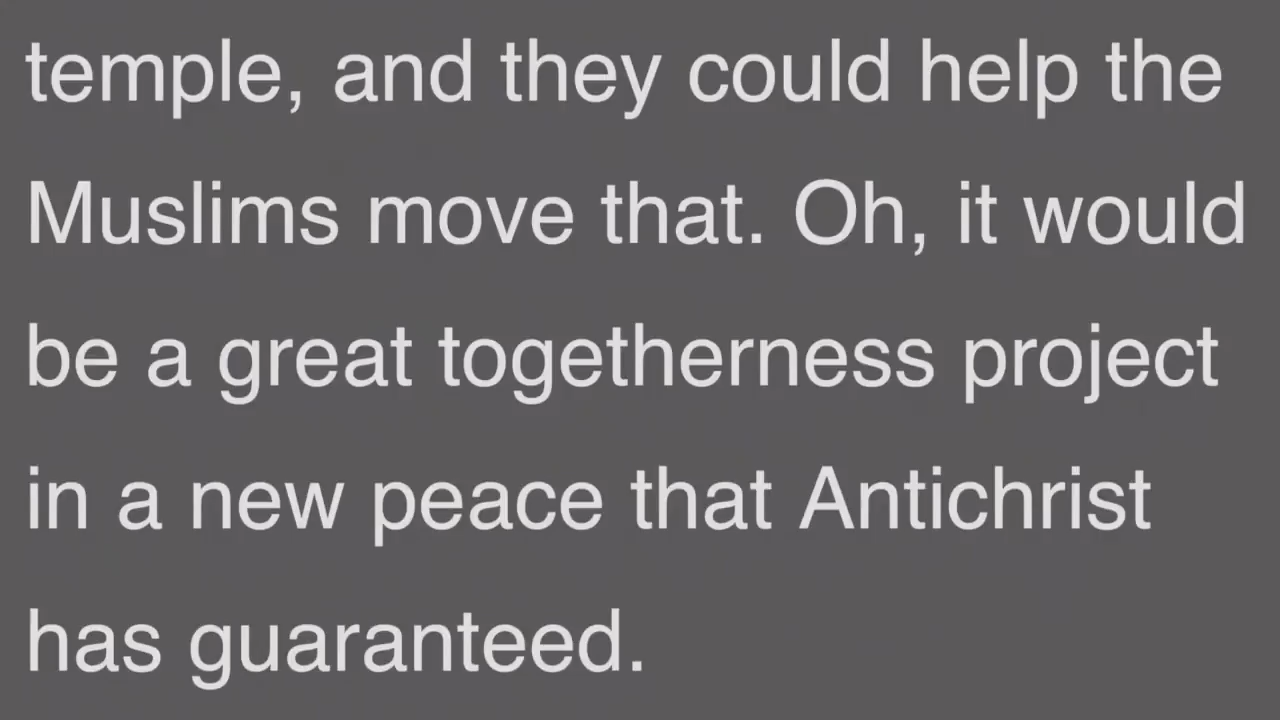 temple, and they could help the
Muslims move that. Oh, it would
be a great togetherness project
in a new peace that Antichrist
has guaranteed.